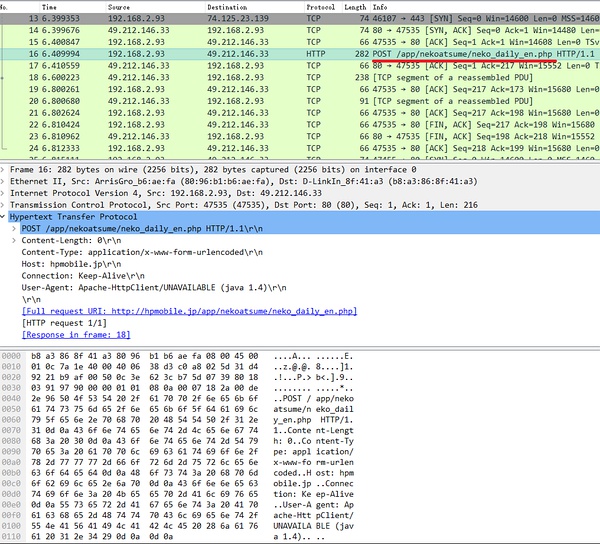 No. Time Source Destination Protocol Length Info
13 6.399353 192.168.2.93 74.125.23.139 TCP 74 46107 → 443 [SYN] Seq=0 Win=14600 Len=0 MSS=1460
14 6.399676 49.212.146.33 192.168.2.93 TCP 74 80 → 47535 [SYN, ACK] Seq=0 Ack=1 Win=14480 Len=
15 6.400847 192.168.2.93 49.212.146.33 TCP 66 47535 → 80 [ACK] Seq=1 Ack=1 Win=14608 Len=0 TSv
16 6.409994 192.168.2.93 49.212.146.33 HTTP 282 POST /app/nekoatsume/neko_daily_en.php HTTP/1.1
17 6.410559 49.212.146.33 192.168.2.93 TCP 66 80 → 47535 [ACK] Seq=1 Ack=217 Win=15552 Len=0 T
18 6.600223 49.212.146.33 192.168.2.93 TCP 238 [TCP segment of a reassembled PDU]
19 6.800261 192.168.2.93 49.212.146.33 TCP 66 47535 → 80 [ACK] Seq=217 Ack=173 Win=15680 Len=0
20 6.800680 49.212.146.33 192.168.2.93 TCP 91 [TCP segment of a reassembled PDU]
21 6.802627 192.168.2.93 49.212.146.33 TCP 66 47535 → 80 [ACK] Seq=217 Ack=198 Win=15680 Len=0
22 6.810424 192.168.2.93 49.212.146.33 TCP 66 47535 → 80 [FIN, ACK] Seq=217 Ack=198 Win=15680
23 6.810962 49.212.146.33 192.168.2.93 TCP 66 80 → 47535 [FIN, ACK] Seq=198 Ack=218 Win=15552
24 6.812333 192.168.2.93 49.212.146.33 TCP 66 47535 → 80 [ACK] Seq=218 Ack=199 Win=15680 Len=0
Frame 16: 282 bytes on wire (2256 bits), 282 bytes captured (2256 bits) on interface 0
Ethernet II, Src: ArrisGro_b6:ae:fa (80:96:b1:b6:ae:fa), Dst: D-LinkIn_8f:41:a3 (b8:a3:86:8f:41:a3)
Internet Protocol Version 4, Src: 192.168.2.93, Dst: 49.212.146.33
Transmission Control Protocol, Src Port: 47535 (47535), Dst Port: 80 (80), Seq: 1, Ack: 1, Len: 216
Hypertext Transfer Protocol
POST /app/nekoatsume/neko_daily_en.php HTTP/1.1\r\n
Content-Length: 0\r\n
Content-Type: application/x-www-form-urlencoded\r\n
Host: hpmobile.jp\r\n
Connection: Keep-Alive\r\n
User-Agent: Apache-HttpClient/UNAVAILABLE (java 1.4)\r\n
\r\n
[Full request URI: http://hpmobile.jp/app/nekoatsume/neko_daily_en.php]
[HTTP request 1/1]
[Response in frame: 18]
0000 b8 a3 86 8f 41 a3 80 96 b1 b6 ae fa 08 00 45 00 ....A... ......E.
0010 01 0c 7a 1e 40 00 40 06 38 d3 c0 a8 02 5d 31 d4 ..z.@.@. 8....]1.
0020 92 21 b9 af 00 50 0c 3e 62 3c b7 5d 07 39 80 18 .!...P.> b<.].9..
0030 03 91 97 90 00 00 01 01 08 0a 00 07 18 2a 00 de ........ .....*..
0040 2e 96 50 4f 53 54 20 2f 61 70 70 2f 6e 65 6b 6f ..POST / app/neko
0050 61 74 73 75 6d 65 2f 6e 65 6b 6f 5f 64 61 69 6c atsume/n eko_dail
0060 79 5f 65 6e 2e 70 68 70 20 48 54 54 50 2f 31 2e y_en.php HTTP/1.
0070 31 0d 0a 43 6f 6e 74 65 6e 74 2d 4c 65 6e 67 74 1..Conte nt-Lengt
0080 68 3a 20 30 0d 0a 43 6f 6e 74 65 6e 74 2d 54 79 h: 0..Co ntent-Ty
0090 70 65 3a 20 61 70 70 6c 69 63 61 74 69 6f 6e 2f pe: appl ication/
00a0 78 2d 77 77 77 2d 66 6f 72 6d 2d 75 72 6c 65 6e x-www-fo rm-urlen
00b0 63 6f 64 65 64 0d 0a 48 6f 73 74 3a 20 68 70 6d coded..H ost: hpm
00c0 6f 62 69 6c 65 2e 6a 70 0d 0a 43 6f 6e 6e 65 63 obile.jp ..Connec
00d0 74 69 6f 6e 3a 20 4b 65 65 70 2d 41 6c 69 76 65 tion: Ke ep-Alive
00e0 0d 0a 55 73 65 72 2d 41 67 65 6e 74 3a 20 41 70 ..User-A gent: Ap
00f0 61 63 68 65 2d 48 74 74 70 43 6c 69 65 6e 74 2f ache-Htt pClient/
0100 55 4e 41 56 41 49 4c 41 42 4c 45 20 28 6a 61 76 UNAVAILA BLE (jav
0110 61 20 31 2e 34 29 0d 0a 0d 0a a 1.4).. ..